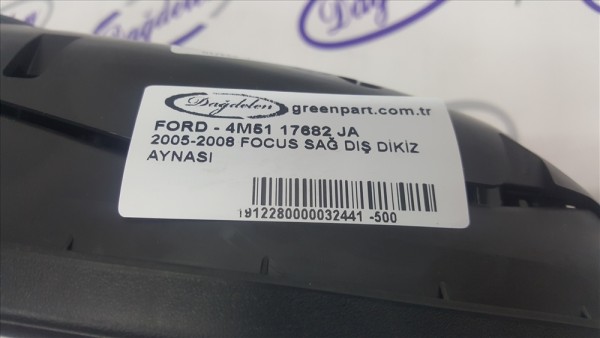 Dağdelen greenpart.com.tr
FORD - 4M51 17682 JA
2005-2008 FOCUS SAĞ DIŞ DİKİZ
AYNASI
1912280000032441 -500